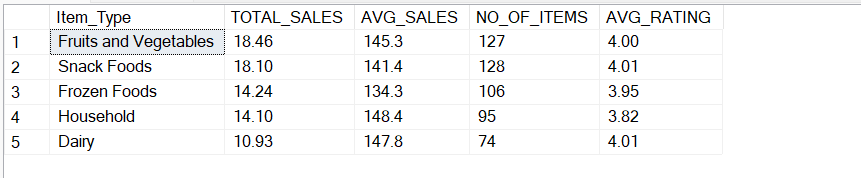 Item_Type TOTAL_SALES AVG_SALES NO_OF_ITEMS AVG_RATING
1 Fruits and Vegetables 18.46 145.3 127 4.00
2 Snack Foods 18.10 141.4 128 4.01
3 Frozen Foods 14.24 134.3 106 3.95
4 Household 14.10 148.4 95 3.82
5 Dairy 10.93 147.8 74 4.01